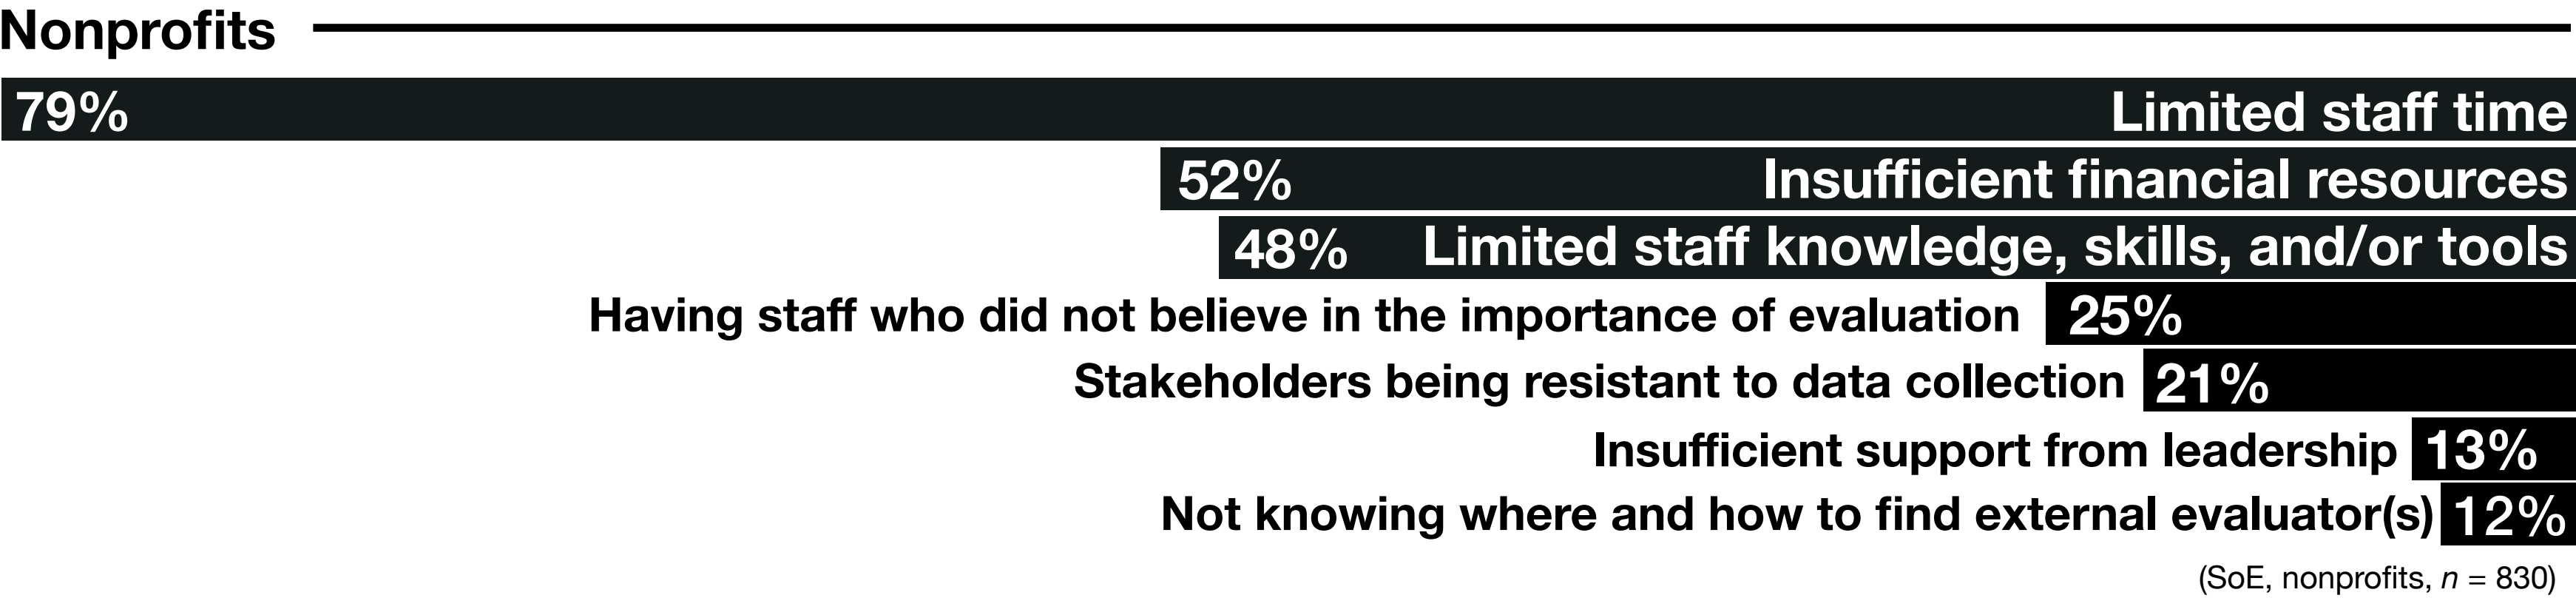 Nonprofits
79% Limited staff time
52% Insufficient financial resources
48% Limited staff knowledge, skills, and/or tools
Having staff who did not believe in the importance of evaluation 25%
Stakeholders being resistant to data collection 21%
Insufficient support from leadership 13%
Not knowing where and how to find external evaluator(s) 12%
(SoE, nonprofits, n = 830)